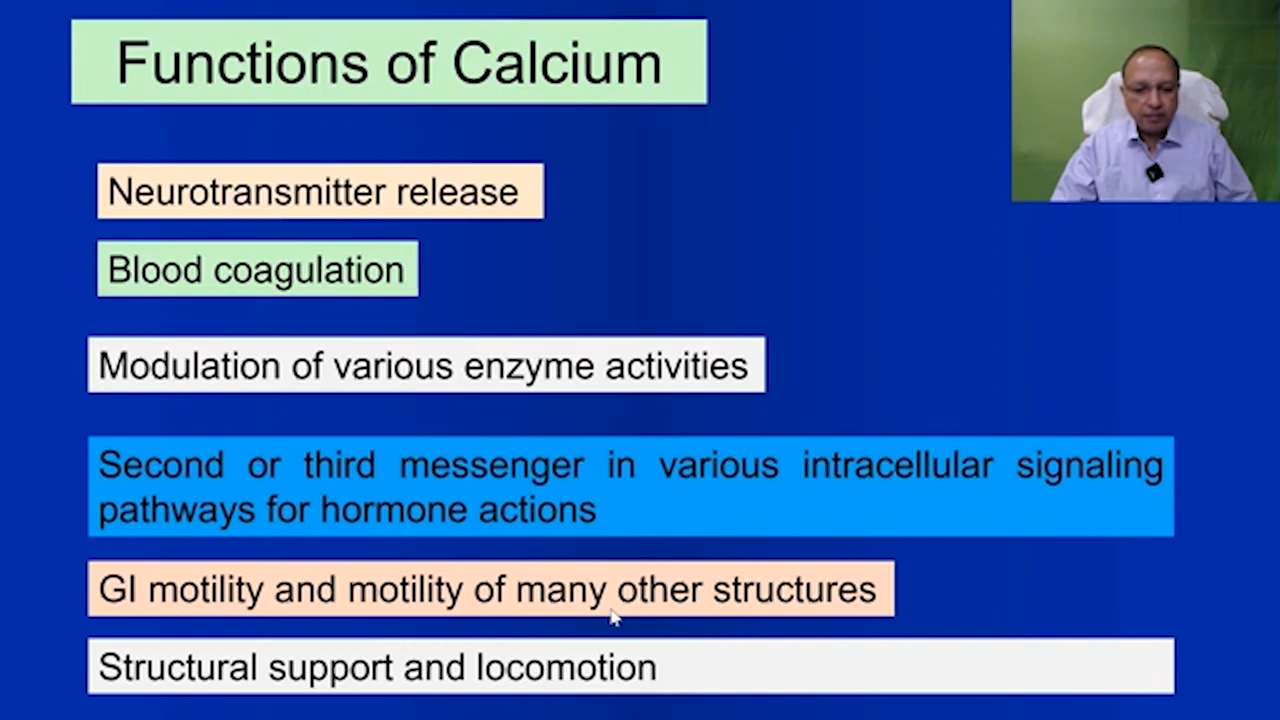 Functions of Calcium
Neurotransmitter release
Blood coagulation
Modulation of various enzyme activities
Second or third messenger in various intracellular signaling
pathways for hormone actions
GI motility and motility of many other structures
Structural support and locomotion